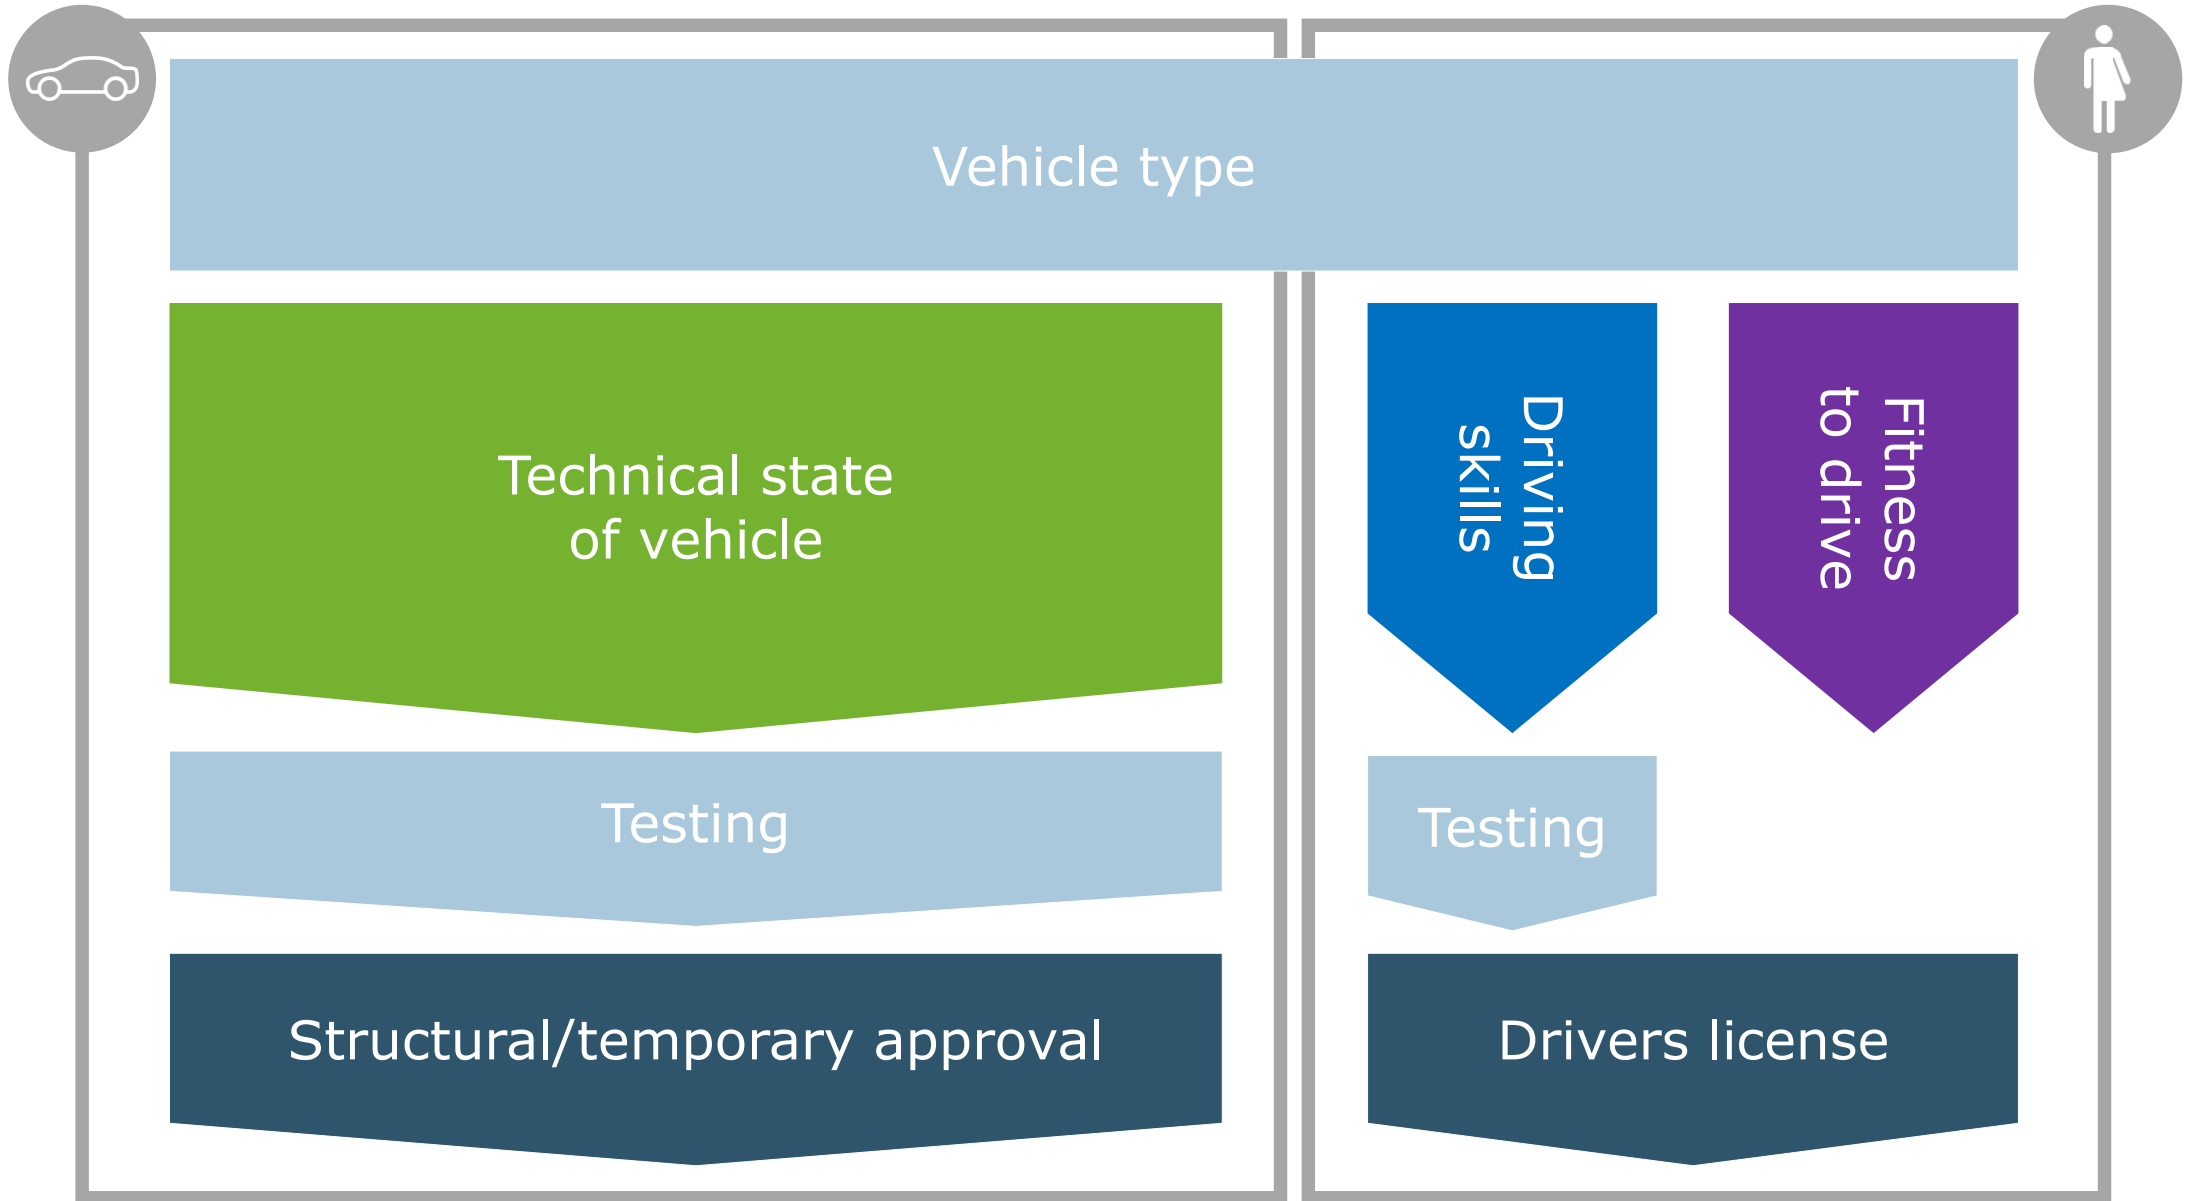 Vehicle type
Technical state
of vehicle
Driving
skills
Fitness
to drive
Testing
Testing
Structural/temporary approval
Drivers license